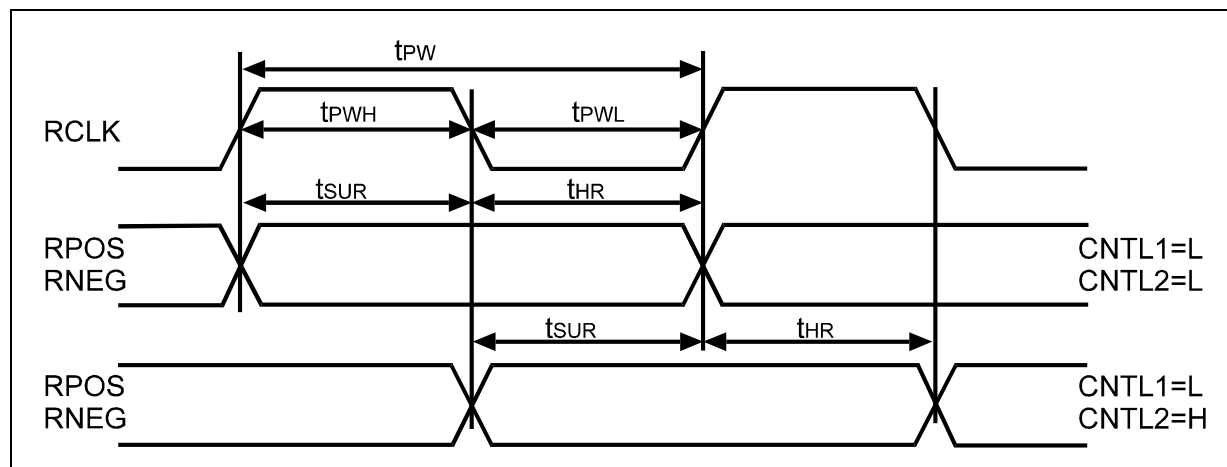 tPW
RCLK
tPWH
tPWL
tSUR
tHR
RPOS
RNEG
CNTL1=L
CNTL2=L
tSUR
tHR
RPOS
RNEG
CNTL1=L
CNTL2=H